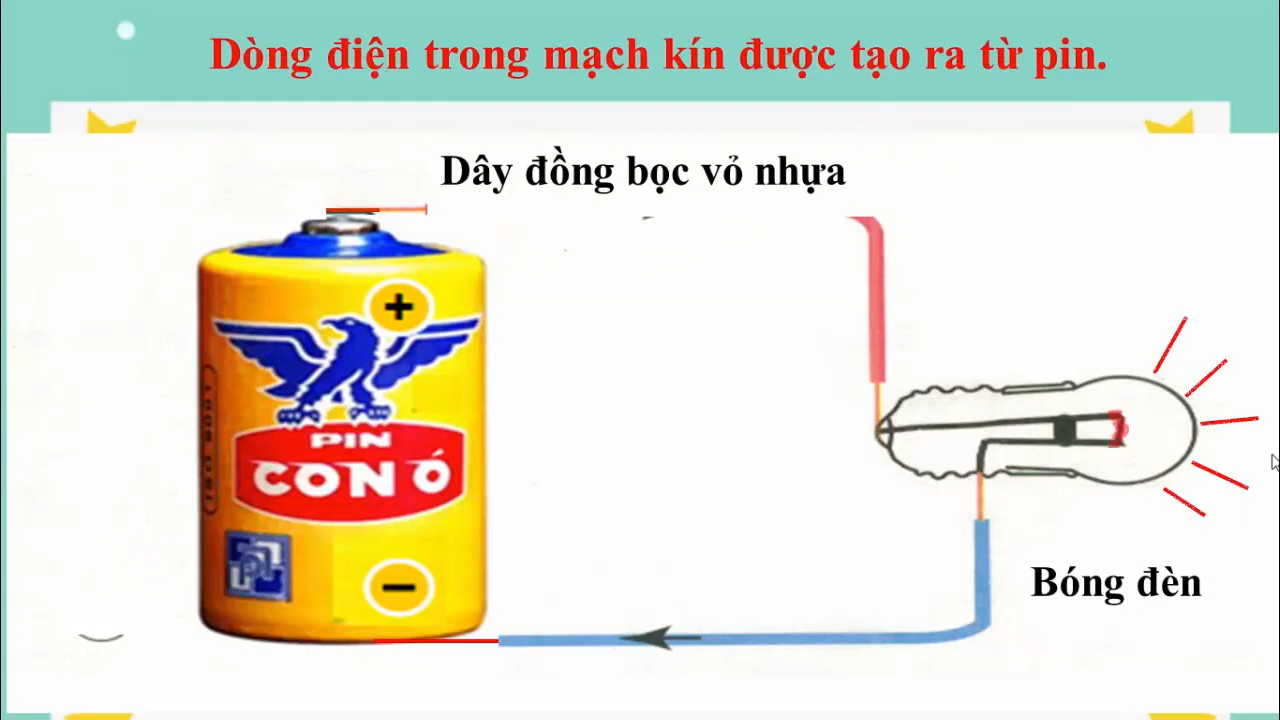 Dòng điện trong mạch kín được tạo ra từ pin.
Dây đồng bọc vỏ nhựa
+
PIN
CON Ó
−
Bóng đèn